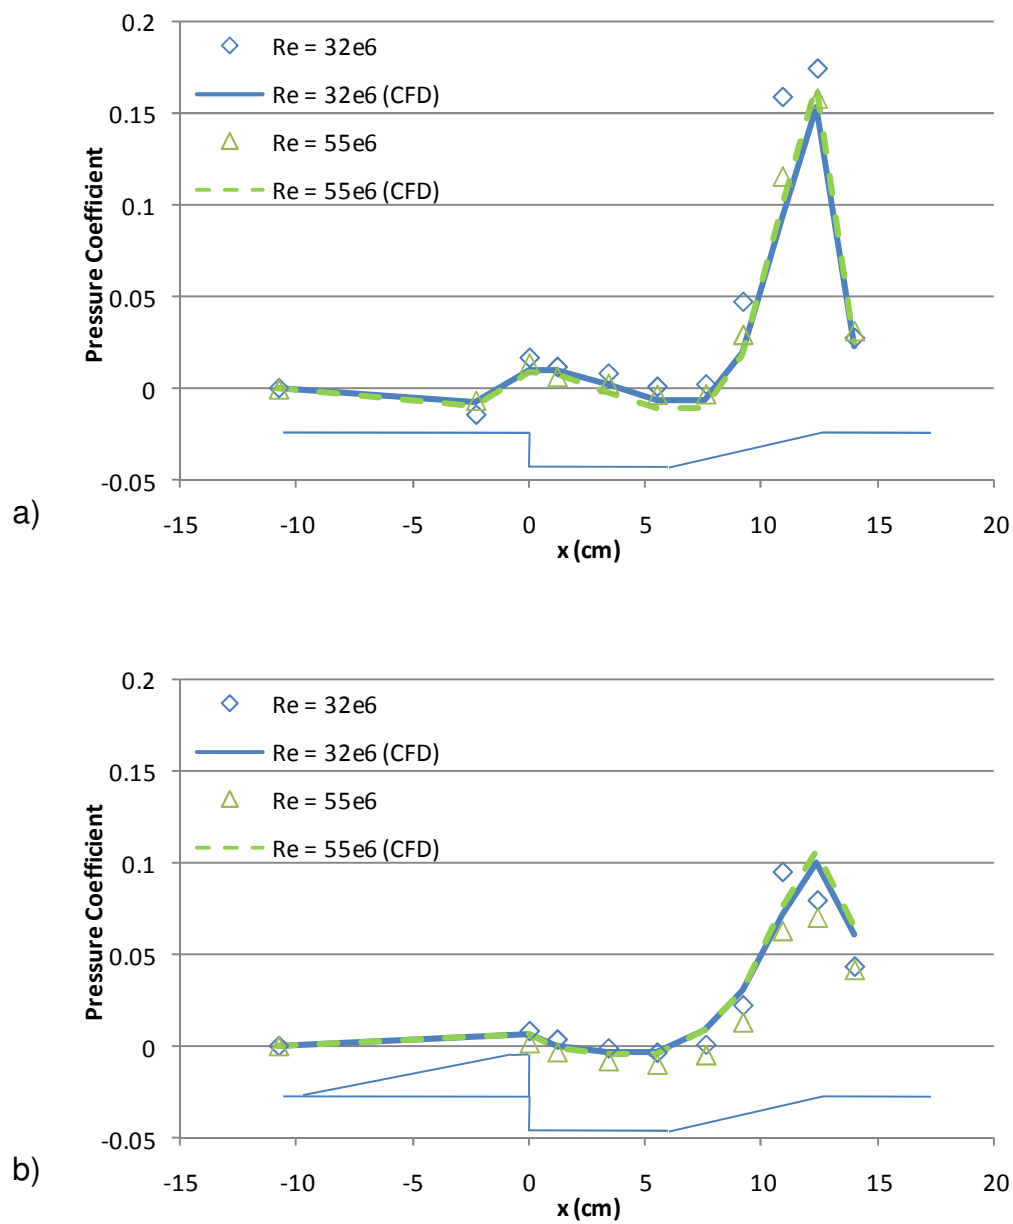 0.2
Re = 32e6
Re = 32e6 (CFD)
0.15
Re = 55e6
Re = 55e6 (CFD)
0.1
Pressure Coefficient
0.05
0
-0.05
a)
-15 -10 -5 0 5 10 15 20
x (cm)
0.2
Re = 32e6
Re = 32e6 (CFD)
0.15
Re = 55e6
Re = 55e6 (CFD)
0.1
Pressure Coefficient
0.05
0
-0.05
b)
-15 -10 -5 0 5 10 15 20
x (cm)